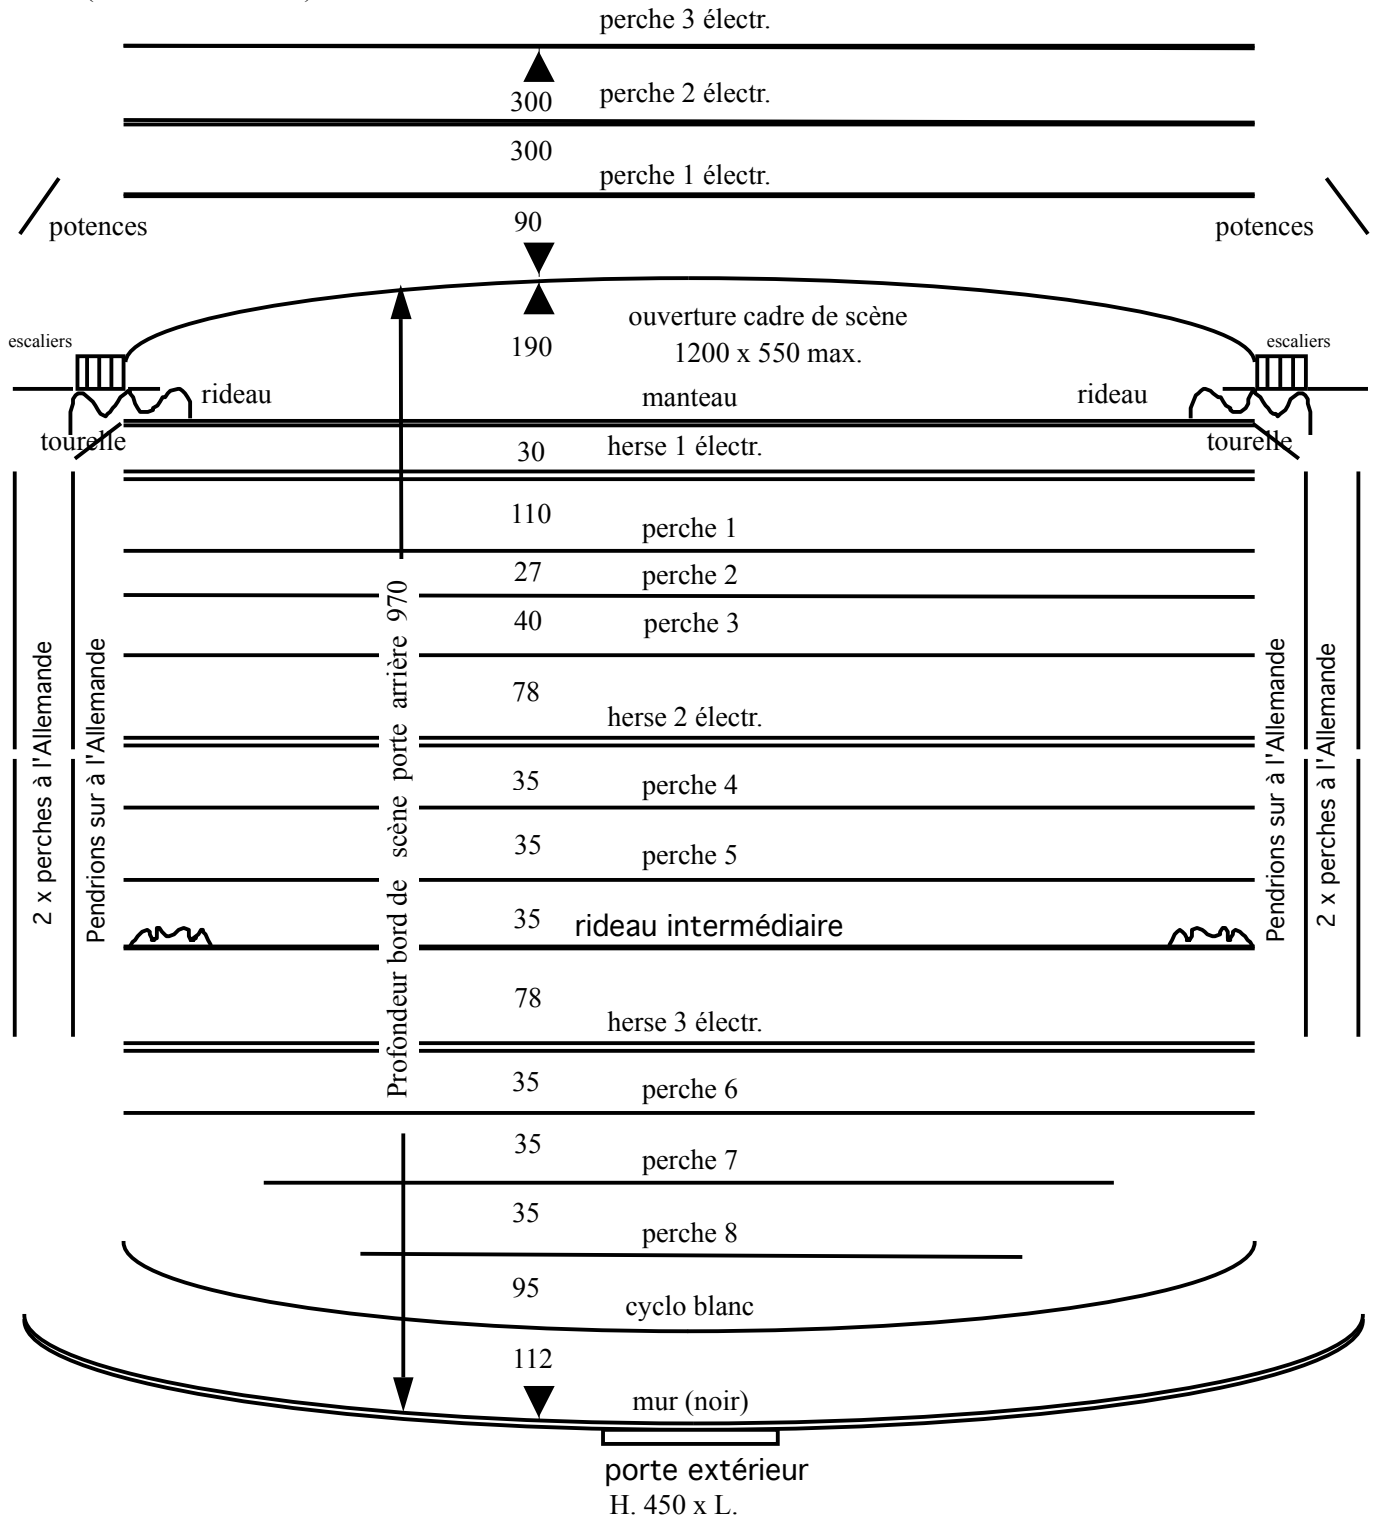 perche 3 électr.
300
perche 2 électr.
300
perche 1 électr.
potences
90
potences
ouverture cadre de scène
1200 x 550 max.
escaliers
190
escaliers
rideau
manteau
rideau
tourelle
30
herse 1 électr.
tourelle
110
perche 1
27
perche 2
40
perche 3
78
herse 2 électr.
35
perche 4
35
perche 5
35
rideau intermédiaire
78
herse 3 électr.
35
perche 6
35
perche 7
35
perche 8
95
cyclo blanc
112
mur (noir)
porte extérieur
H. 450 x L.
2 x perches à l'Allemande
Pendrions sur à l'Allemande
Profondeur bord de scène porte arrière 970
Pendrions sur à l'Allemande
2 x perches à l'Allemande